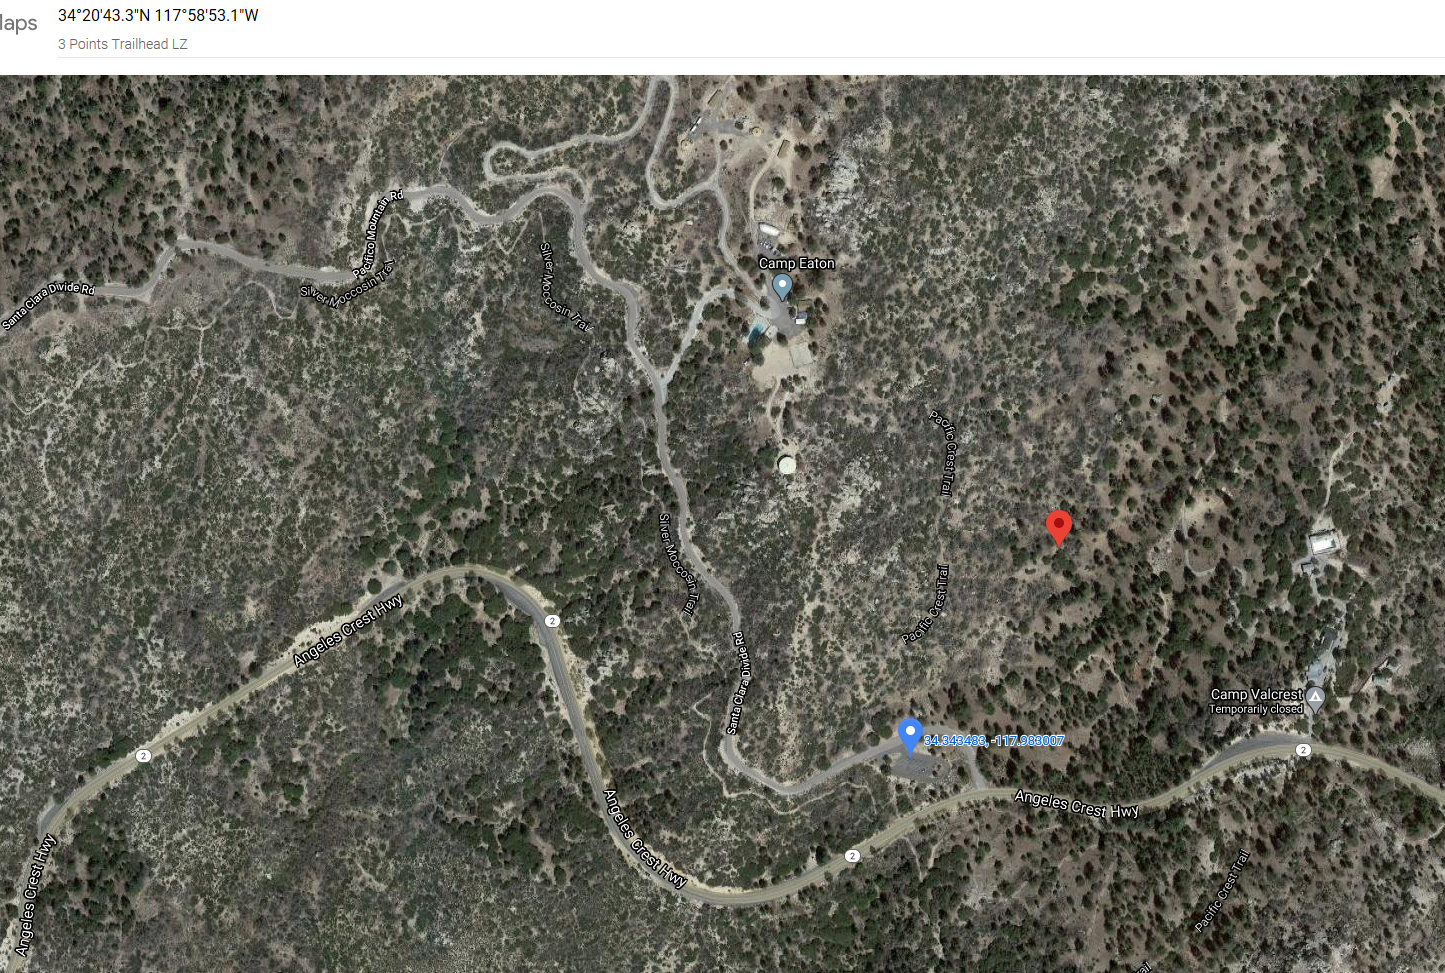 34°20'43.3"N 117°58'53.1"W
3 Points Trailhead LZ
Pacifico Mountain Rd
Silver Moccosin Trail
Santa Clara Divide Rd
Silver Moccosin Trail
Camp Eaton
Pacific Crest Trail
Silver Moccosin Trail
Pacific Crest Trail
Angeles Crest Hwy
2
Santa Clara Divide Rd
Camp Valcrest
Temporarily closed
34.343483, -117.983007
2
2
Angeles Crest Hwy
Angeles Crest Hwy
2
Angeles Crest Hwy
Pacific Crest Trail